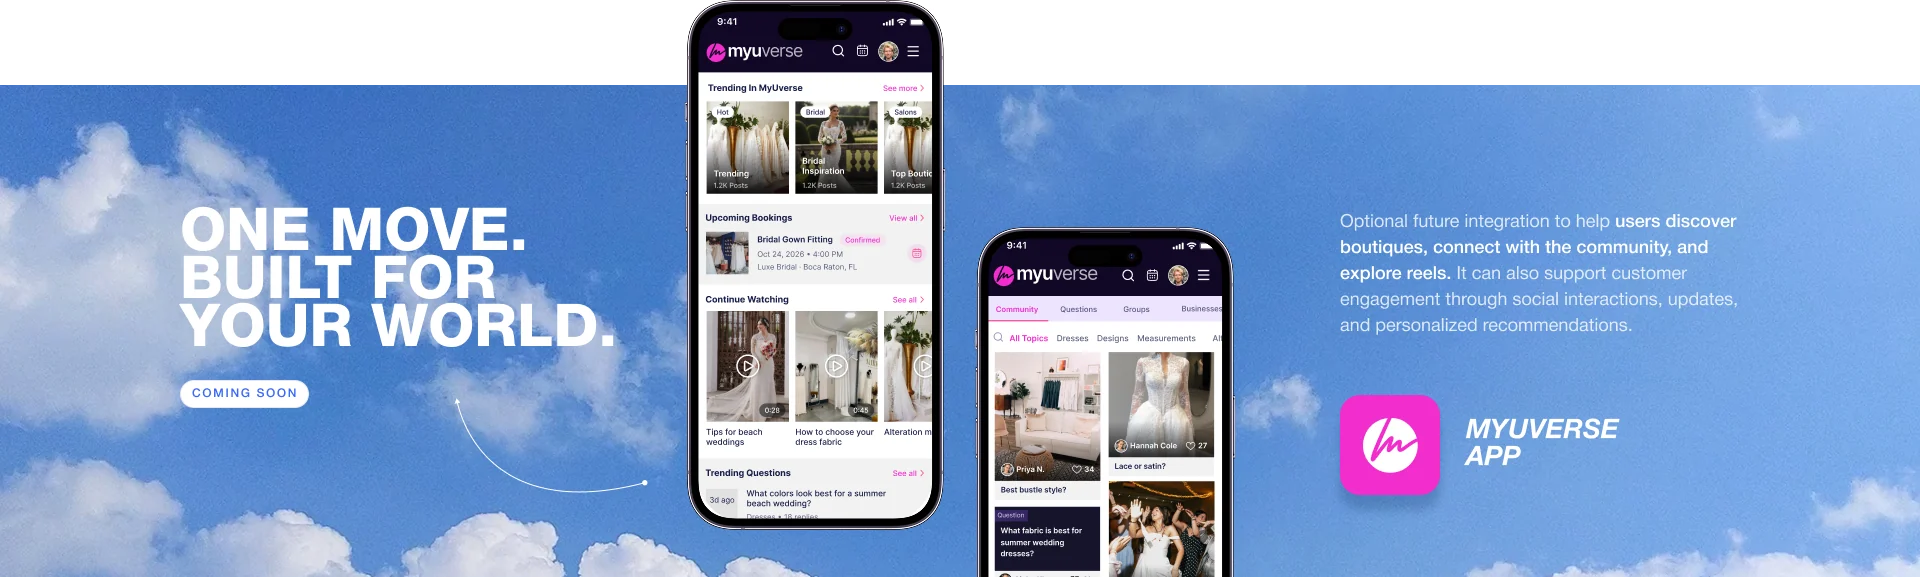 ONE MOVE.
BUILT FOR
YOUR WORLD.
COMING SOON
9:41
myuverse
Trending In MyUverse
See more
Hot
Trending
1.2K Posts
Bridal
Bridal
Inspiration
1.2K Posts
Salons
Top Boutic
1.2K Posts
Upcoming Bookings
View all
Bridal Gown Fitting
Confirmed
Oct 24, 2026 • 4:00 PM
Luxe Bridal · Boca Raton, FL
Continue Watching
See all
0:28
0:45
Tips for beach
weddings
How to choose your
dress fabric
Alteration m
Trending Questions
See all
3d ago
What colors look best for a summer
beach wedding?
Dresses • 18 replies
9:41
myuverse
Community
Questions
Groups
Businesses
All Topics
Dresses
Designs
Measurements
Alt
Priya N.
34
Best bustle style?
Hannah Cole
27
Lace or satin?
Question
What fabric is best for
summer wedding
dresses?
Optional future integration to help users discover
boutiques, connect with the community, and
explore reels. It can also support customer
engagement through social interactions, updates,
and personalized recommendations.
MYUVERSE
APP